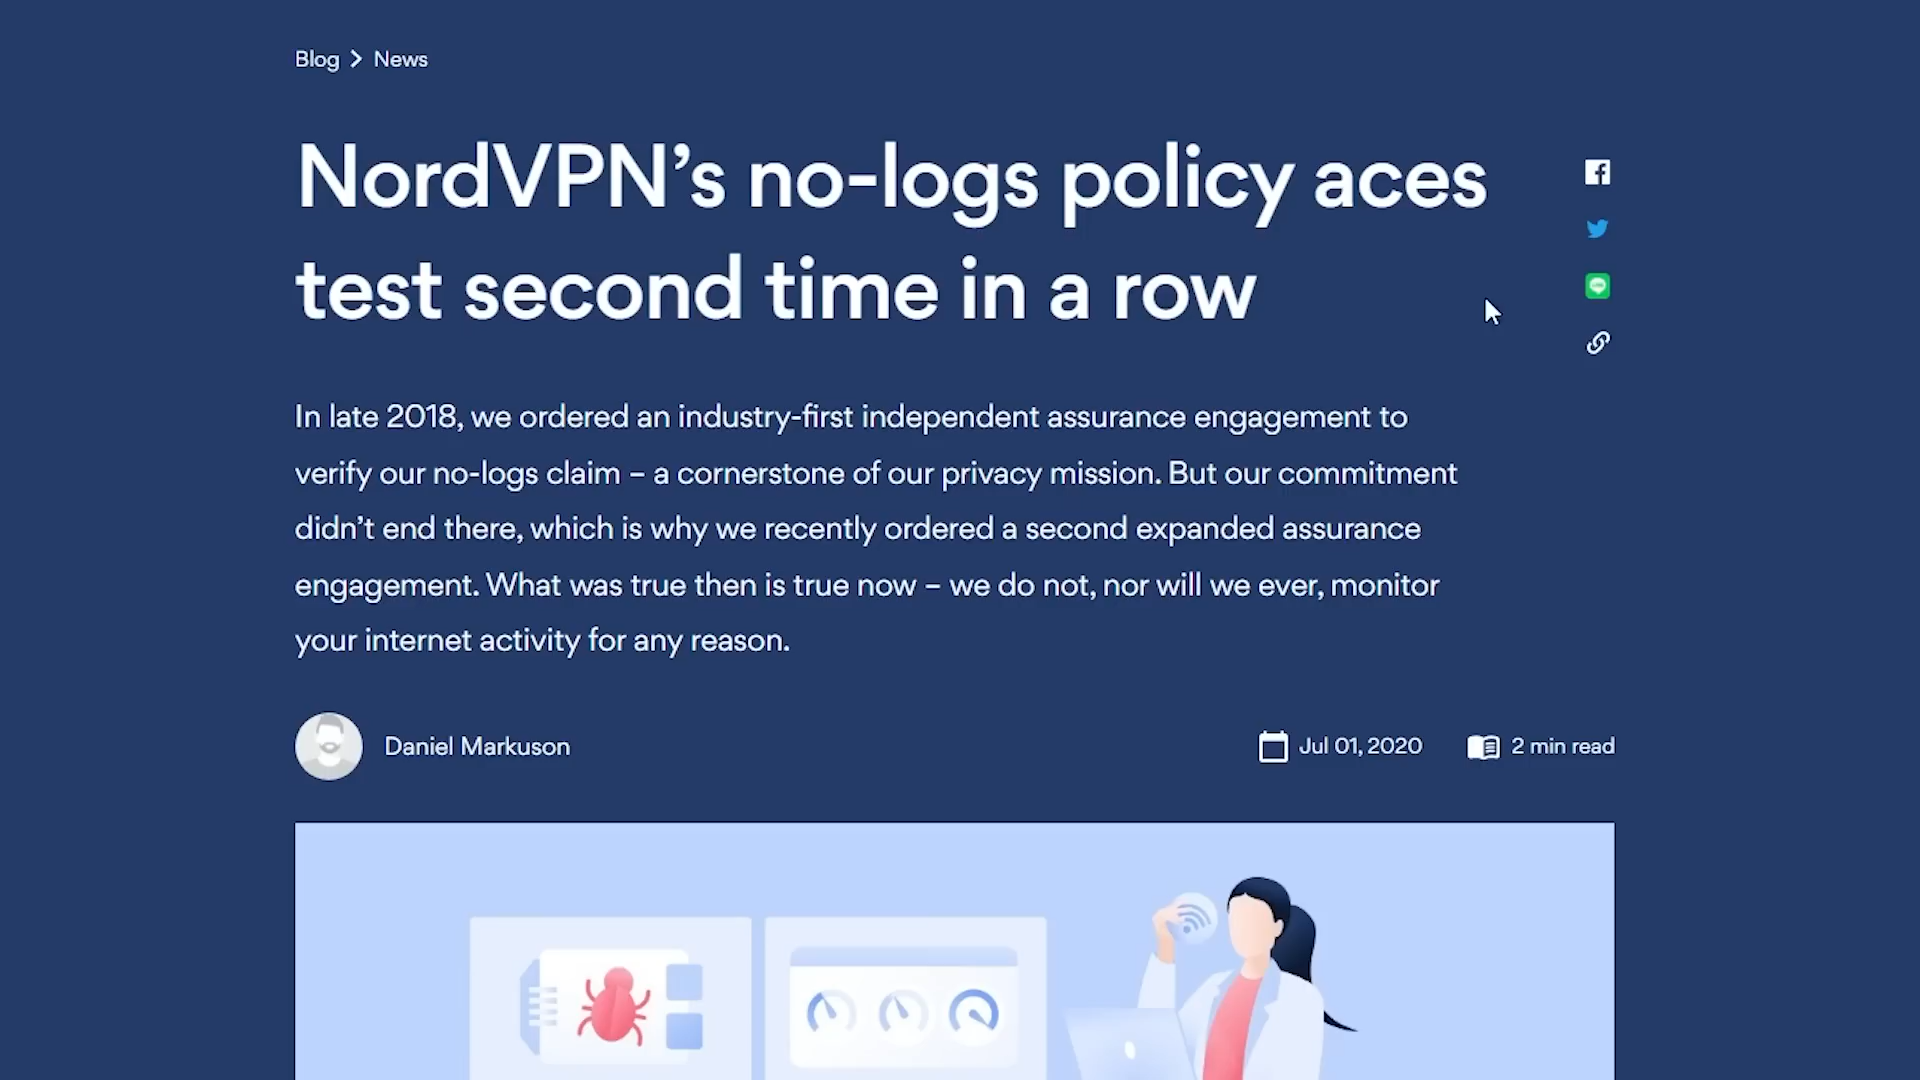 Blog > News
NordVPN’s no-logs policy aces
test second time in a row
In late 2018, we ordered an industry-first independent assurance engagement to
verify our no-logs claim – a cornerstone of our privacy mission. But our commitment
didn’t end there, which is why we recently ordered a second expanded assurance
engagement. What was true then is true now – we do not, nor will we ever, monitor
your internet activity for any reason.
Daniel Markuson
Jul 01, 2020
2 min read